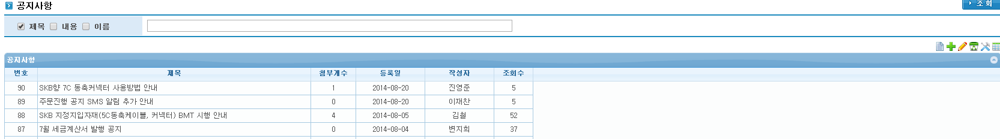 공지사항
조회
제목 내용 이름
공지사항
번호 제목 첨부개수 등록일 작성자 조회수
90 SKB향 7C 동축커넥터 사용방법 안내 1 2014-08-20 진영준 5
89 주문진행 공지 SMS 알림 추가 안내 0 2014-08-20 이재찬 5
88 SKB 지정지입자재(5C동축케이블, 커넥터) BMT 시행 안내 4 2014-08-05 김철 52
87 7월 세금계산서 발행 공지 0 2014-08-04 변지희 37